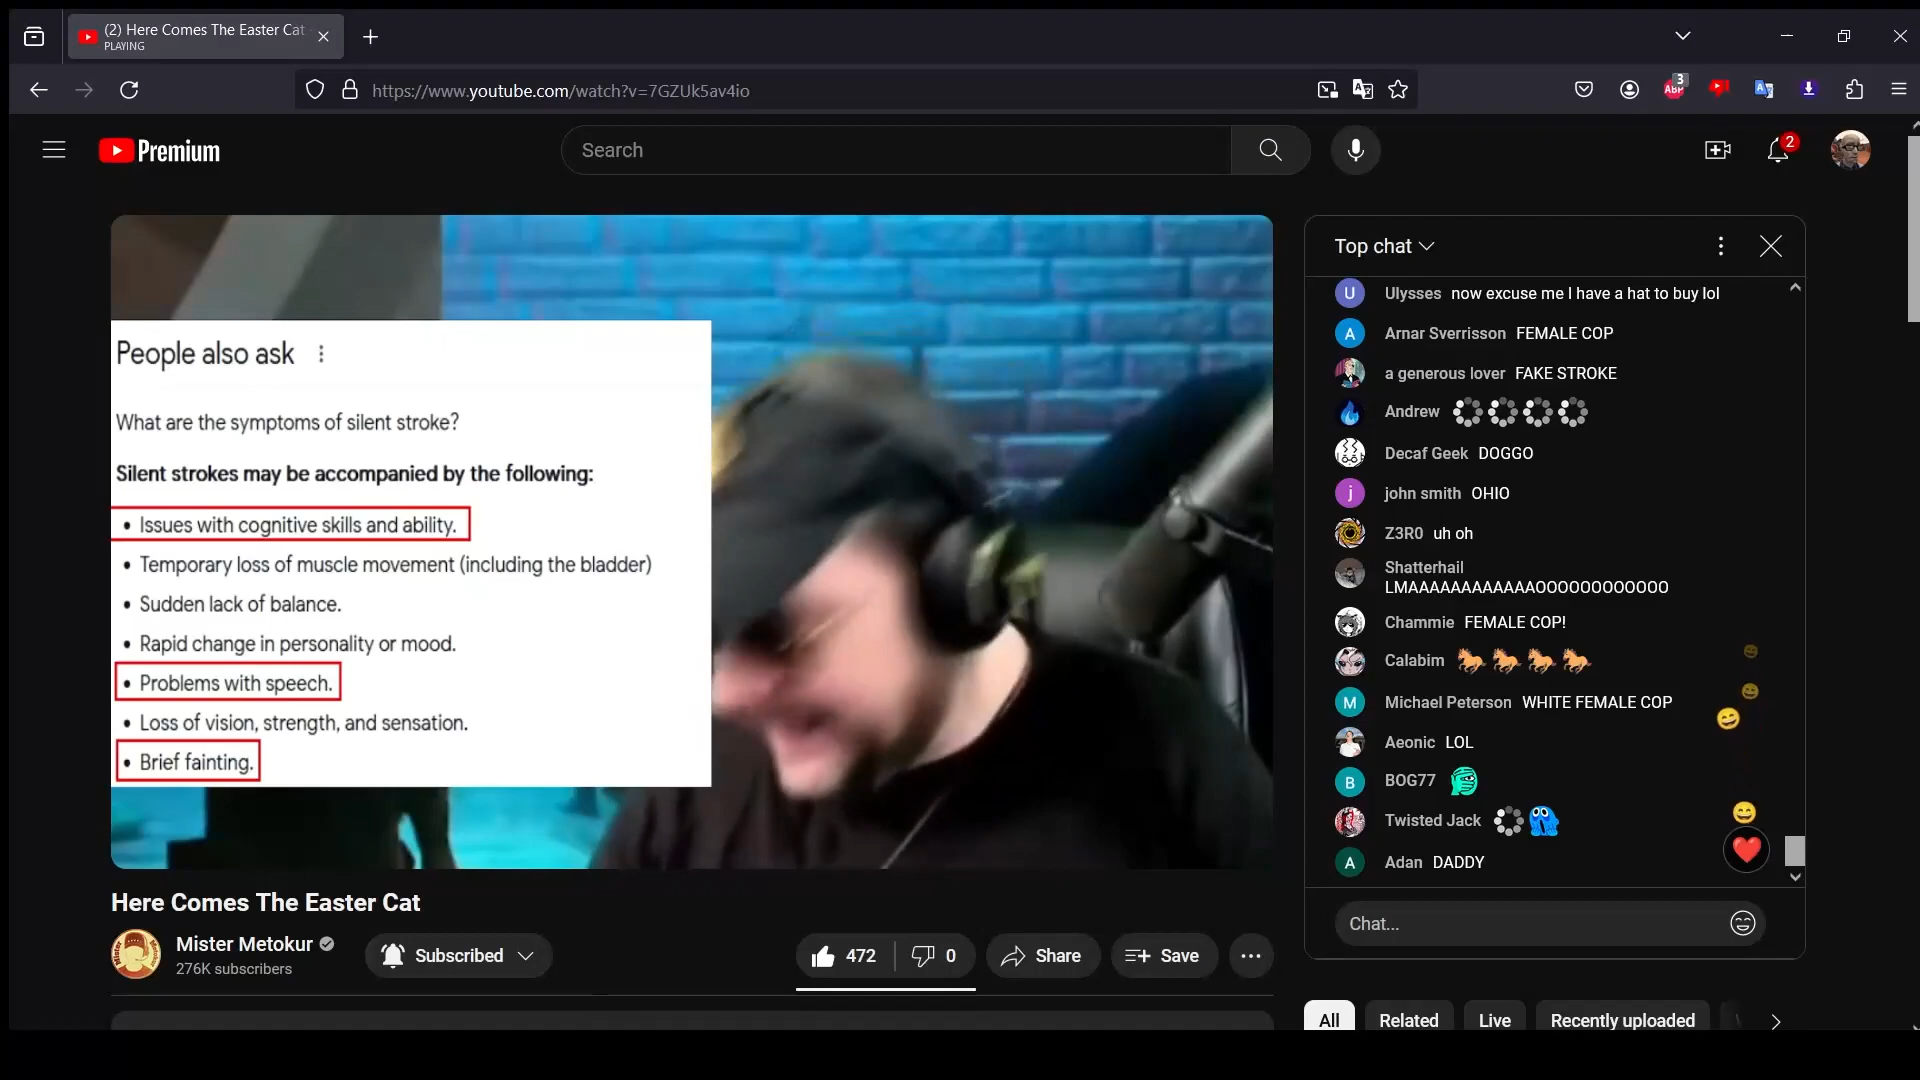 (2) Here Comes The Easter Cat
PLAYING
https://www.youtube.com/watch?v=7GZUk5av4io
ABP
3
Premium
Search
2
People also ask
What are the symptoms of silent stroke?
Silent strokes may be accompanied by the following:
• Issues with cognitive skills and ability.
• Temporary loss of muscle movement (including the bladder)
• Sudden lack of balance.
• Rapid change in personality or mood.
• Problems with speech.
• Loss of vision, strength, and sensation.
• Brief fainting.
Here Comes The Easter Cat
Mister Metokur
276K subscribers
Subscribed
472
0
Share
Save
Top chat
U Ulysses now excuse me I have a hat to buy lol
A Arnar Sverrisson FEMALE COP
a generous lover FAKE STROKE
Andrew
Decaf Geek DOGGO
j john smith OHIO
Z3R0 uh oh
Shatterhail
LMAAAAAAAAAAAAOOOOOOOOOOOO
Chammie FEMALE COP!
Calabim
M Michael Peterson WHITE FEMALE COP
Aeonic LOL
B BOG77
Twisted Jack
A Adan DADDY
Chat...
All
Related
Live
Recently uploaded